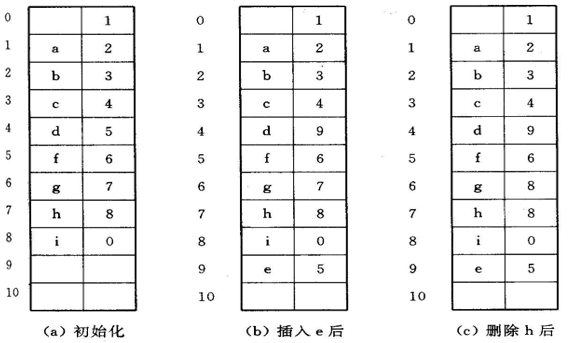 0 1 0 1 0 1
1 a 2 1 a 2 1 a 2
2 b 3 2 b 3 2 b 3
3 c 4 3 c 4 3 c 4
4 d 5 4 d 9 4 d 9
5 f 6 5 f 6 5 f 6
6 g 7 6 g 7 6 g 8
7 h 8 7 h 8 7 h 8
8 i 0 8 i 0 8 i 0
9 9 e 5 9 e 5
10 10 10
(a) 初始化 (b) 插入 e 后 (c) 删除 h 后